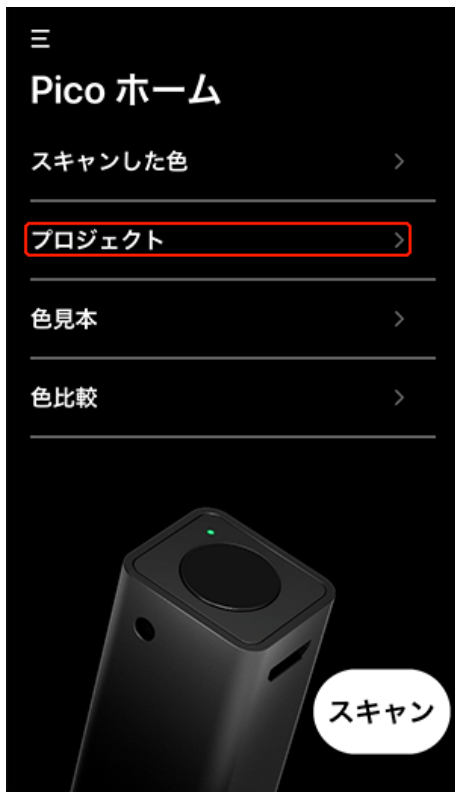 Pico ホーム
スキャンした色
プロジェクト
色見本
色比較
スキャン